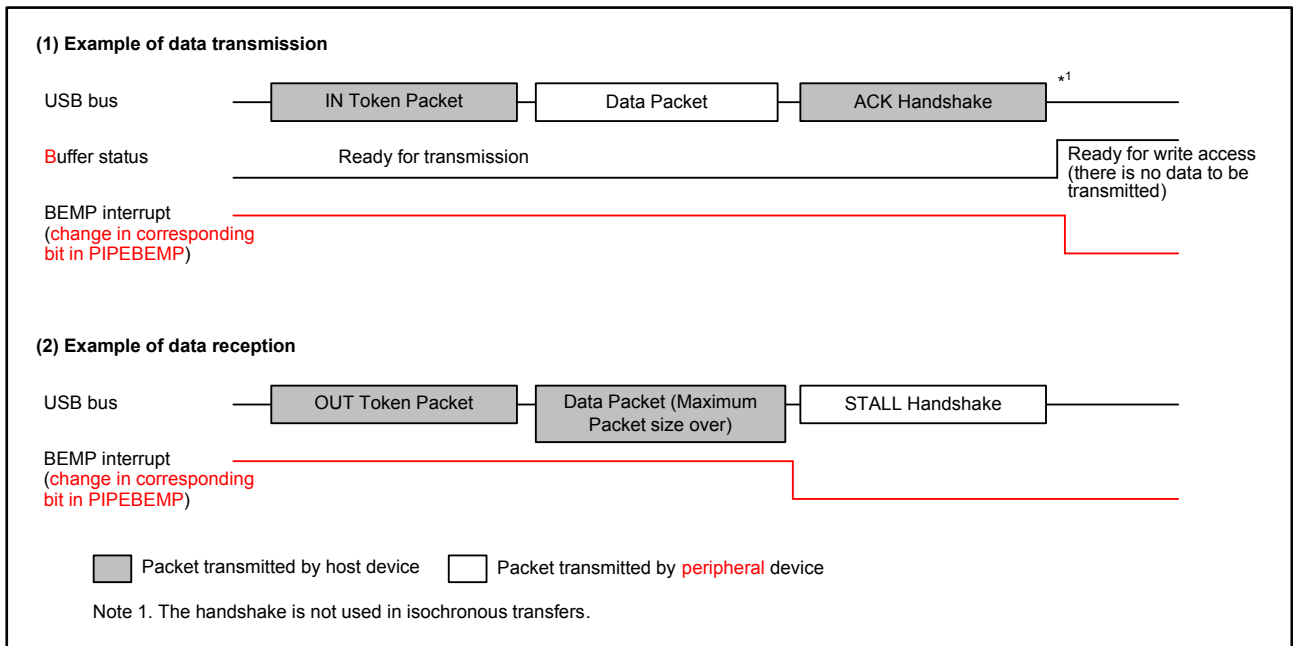 (1) Example of data transmission
USB bus
IN Token Packet
Data Packet
ACK Handshake
*1
Buffer status
Ready for transmission
Ready for write access
(there is no data to be
transmitted)
BEMP interrupt
(change in corresponding
bit in PIPEBEMP)
(2) Example of data reception
USB bus
OUT Token Packet
Data Packet (Maximum
Packet size over)
STALL Handshake
BEMP interrupt
(change in corresponding
bit in PIPEBEMP)
Packet transmitted by host device
Packet transmitted by peripheral device
Note 1. The handshake is not used in isochronous transfers.